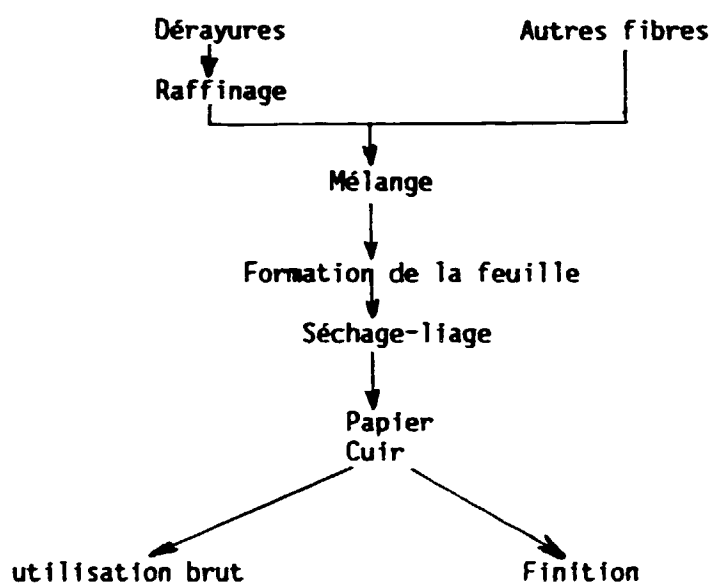 Dérayures
Autres fibres
Raffinage
Mélange
Formation de la feuille
Séchage-liage
Papier
Cuir
utilisation brut
Finition